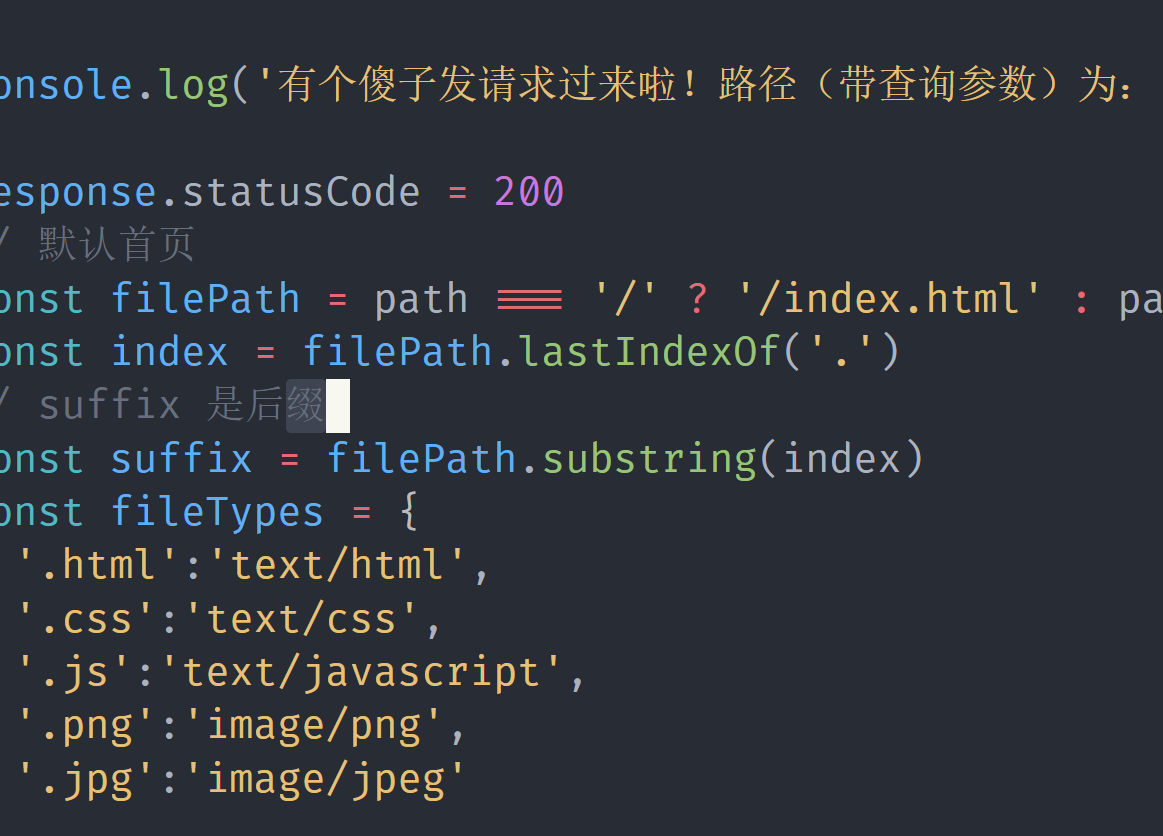 onsole.log('有个傻子发请求过来啦！路径（带查询参数）为：
esponse.statusCode = 200
/ 默认首页
onst filePath = path === '/' ? '/index.html' : pa
onst index = filePath.lastIndexOf('.')
/ suffix 是后缀
onst suffix = filePath.substring(index)
onst fileTypes = {
'.html':'text/html',
'.css':'text/css',
'.js':'text/javascript',
'.png':'image/png',
'.jpg':'image/jpeg'